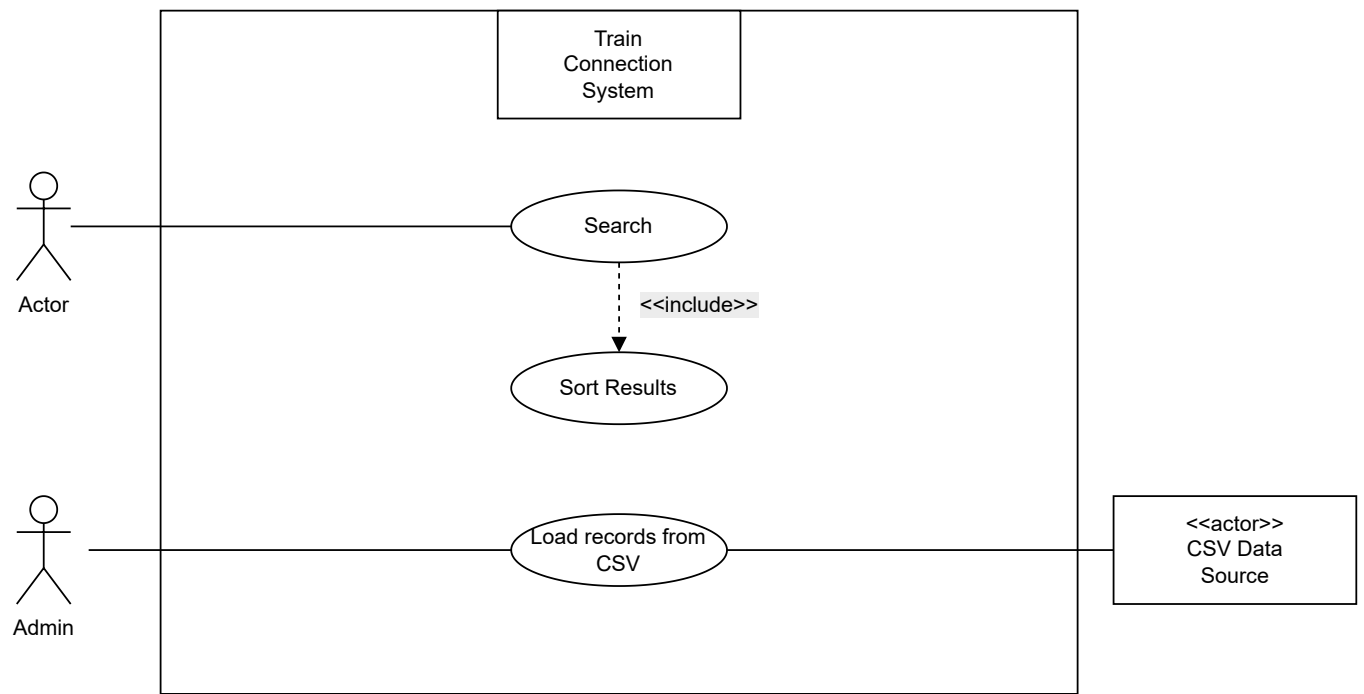 Train
Connection
System
Search
Actor
<<include>>
Sort Results
Load records from
CSV
<<actor>>
CSV Data
Source
Admin